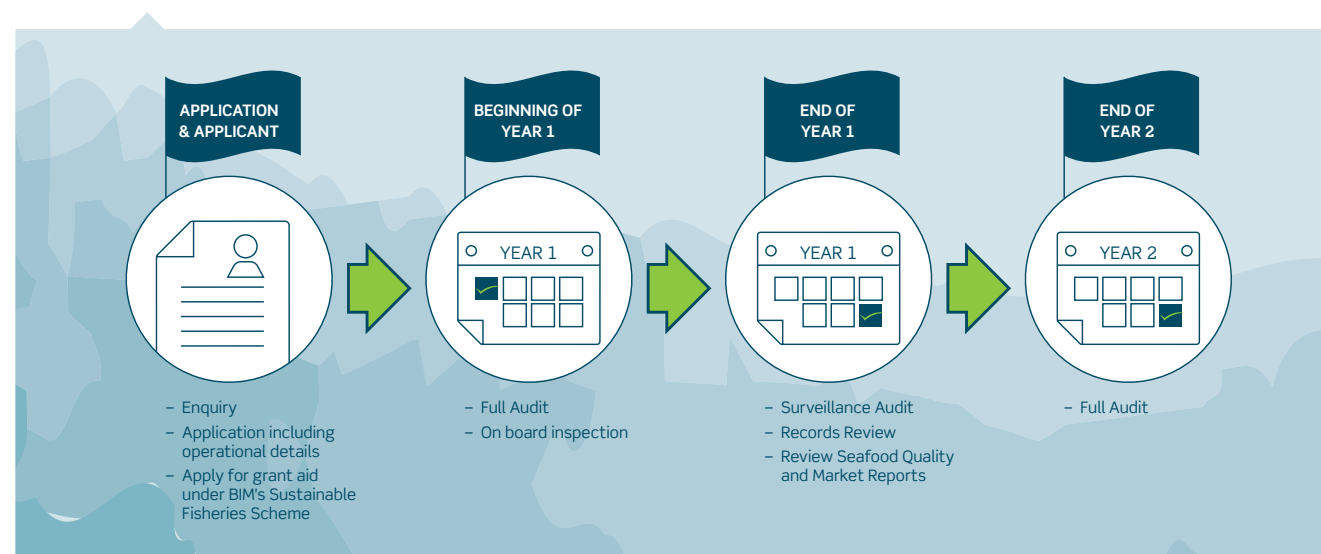 APPLICATION
& APPLICANT
– Enquiry
– Application including
operational details
– Apply for grant aid
under BIM's Sustainable
Fisheries Scheme
BEGINNING OF
YEAR 1
YEAR 1
– Full Audit
– On board inspection
END OF
YEAR 1
YEAR 1
– Surveillance Audit
– Records Review
– Review Seafood Quality
and Market Reports
END OF
YEAR 2
YEAR 2
– Full Audit